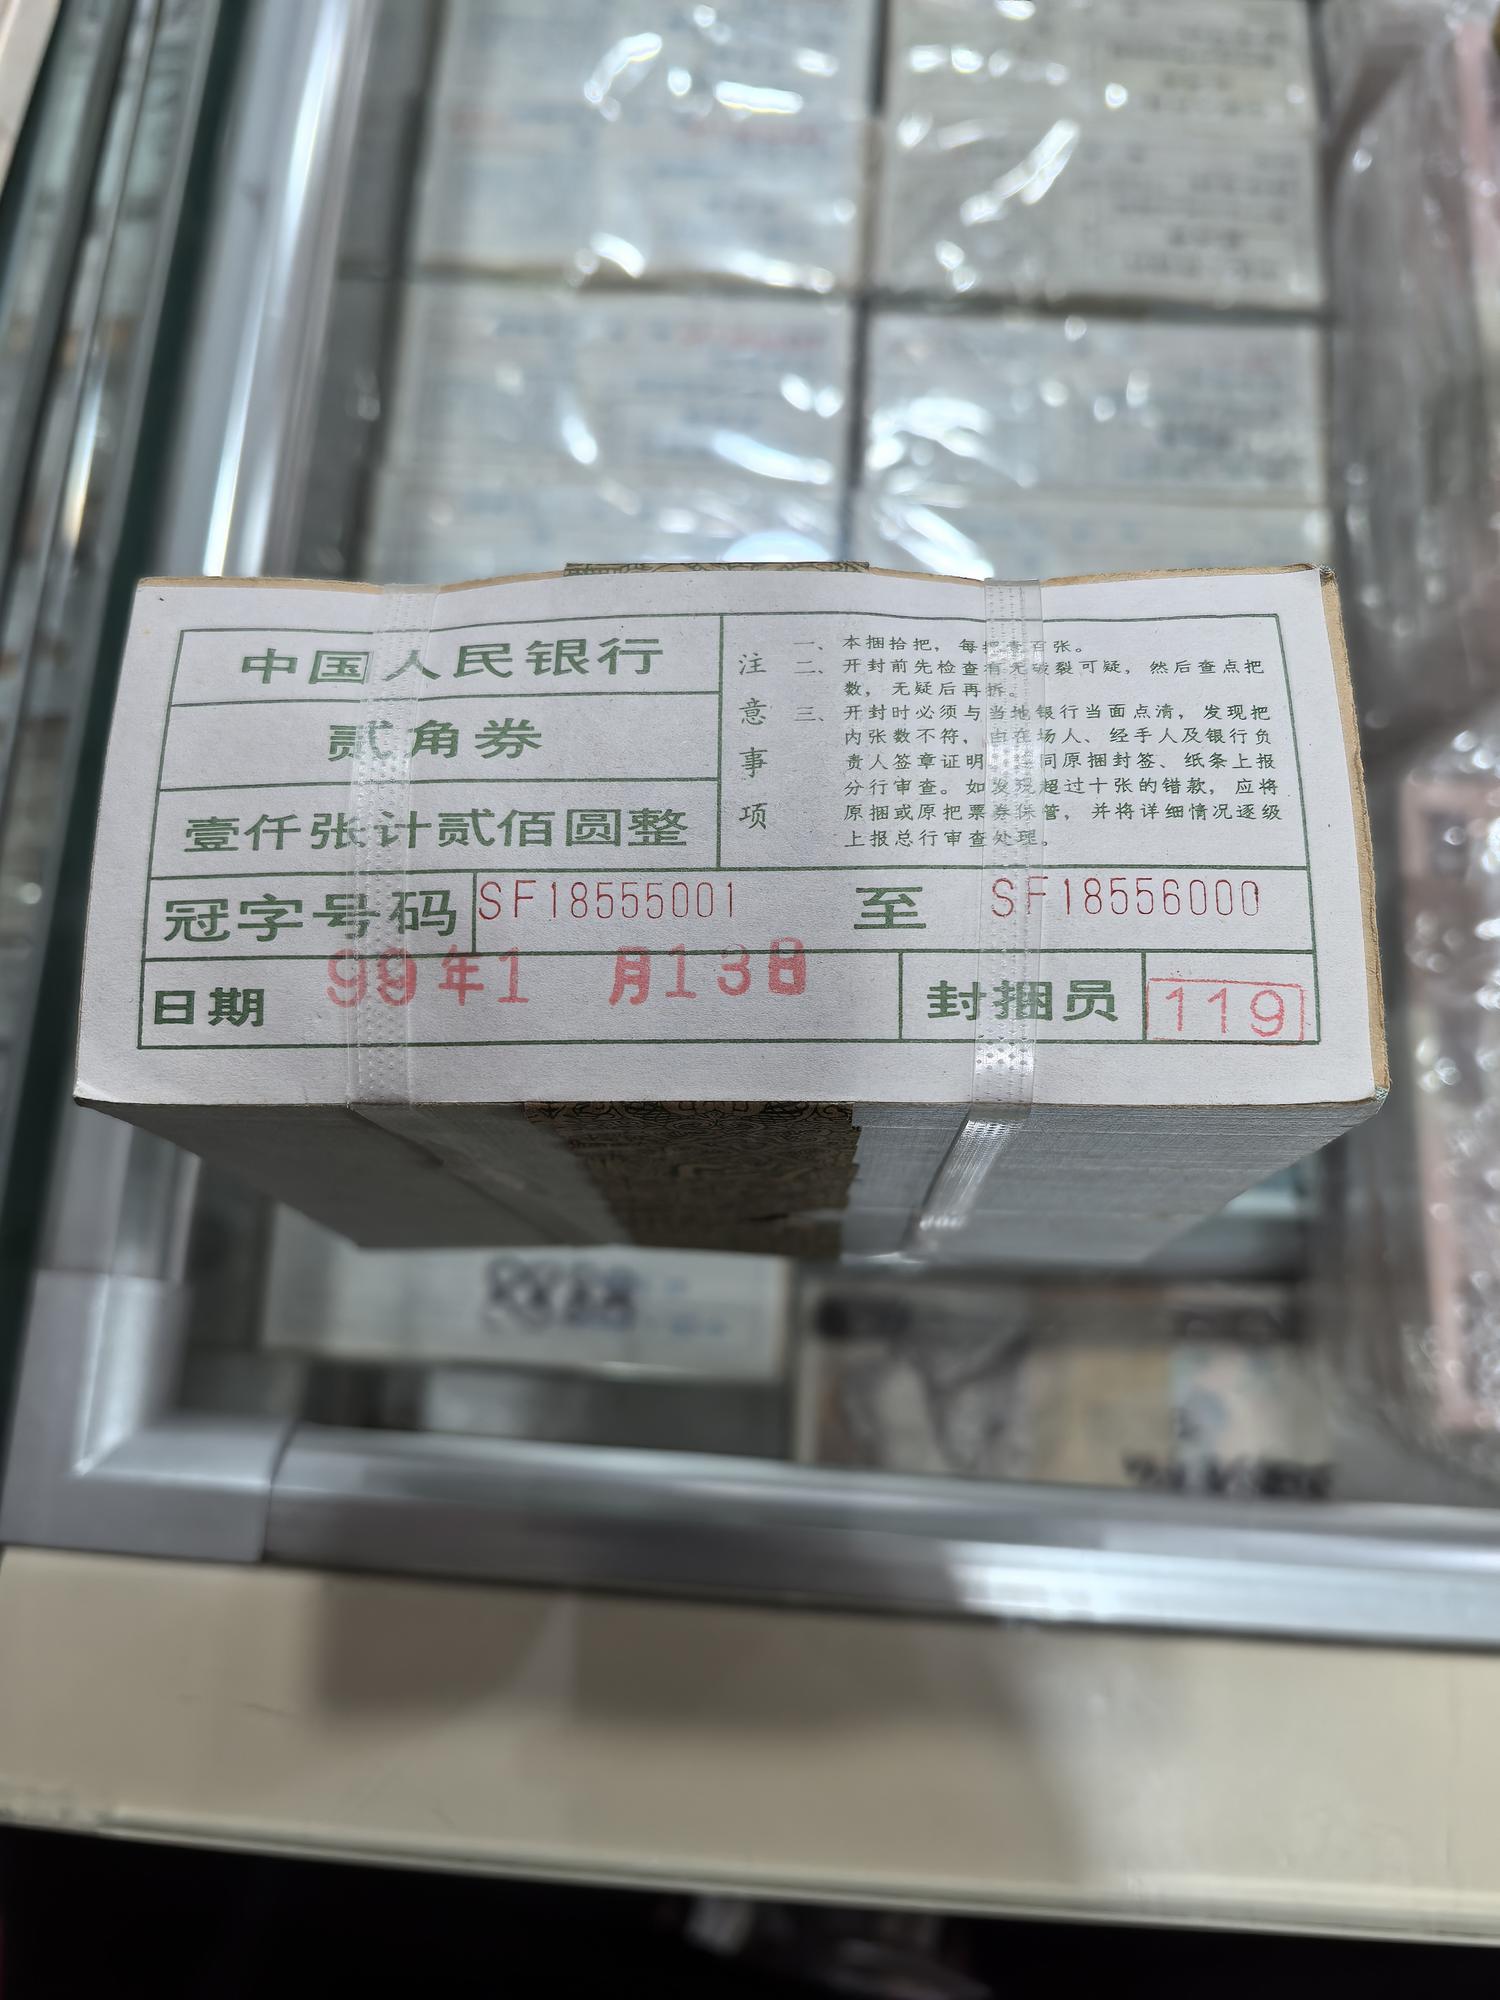 中国人民银行
贰角券
壹仟张计贰佰圆整
注意事项
一、本捆拾把，每把壹百张。
二、开封前先检查有无破裂可疑，然后查点把
数，无疑后再拆。
三、开封时必须与当地银行当面点清，发现把
内张数不符，由在场人、经手人及银行负
责人签章证明，连同原捆封签、纸条上报
分行审查。如发现超过十张的错款，应将
原捆或原把票券保管，并将详细情况逐级
上报总行审查处理。
冠字号码 SF18555001 至 SF18556000
日期 99年1 月13日 封捆员 119